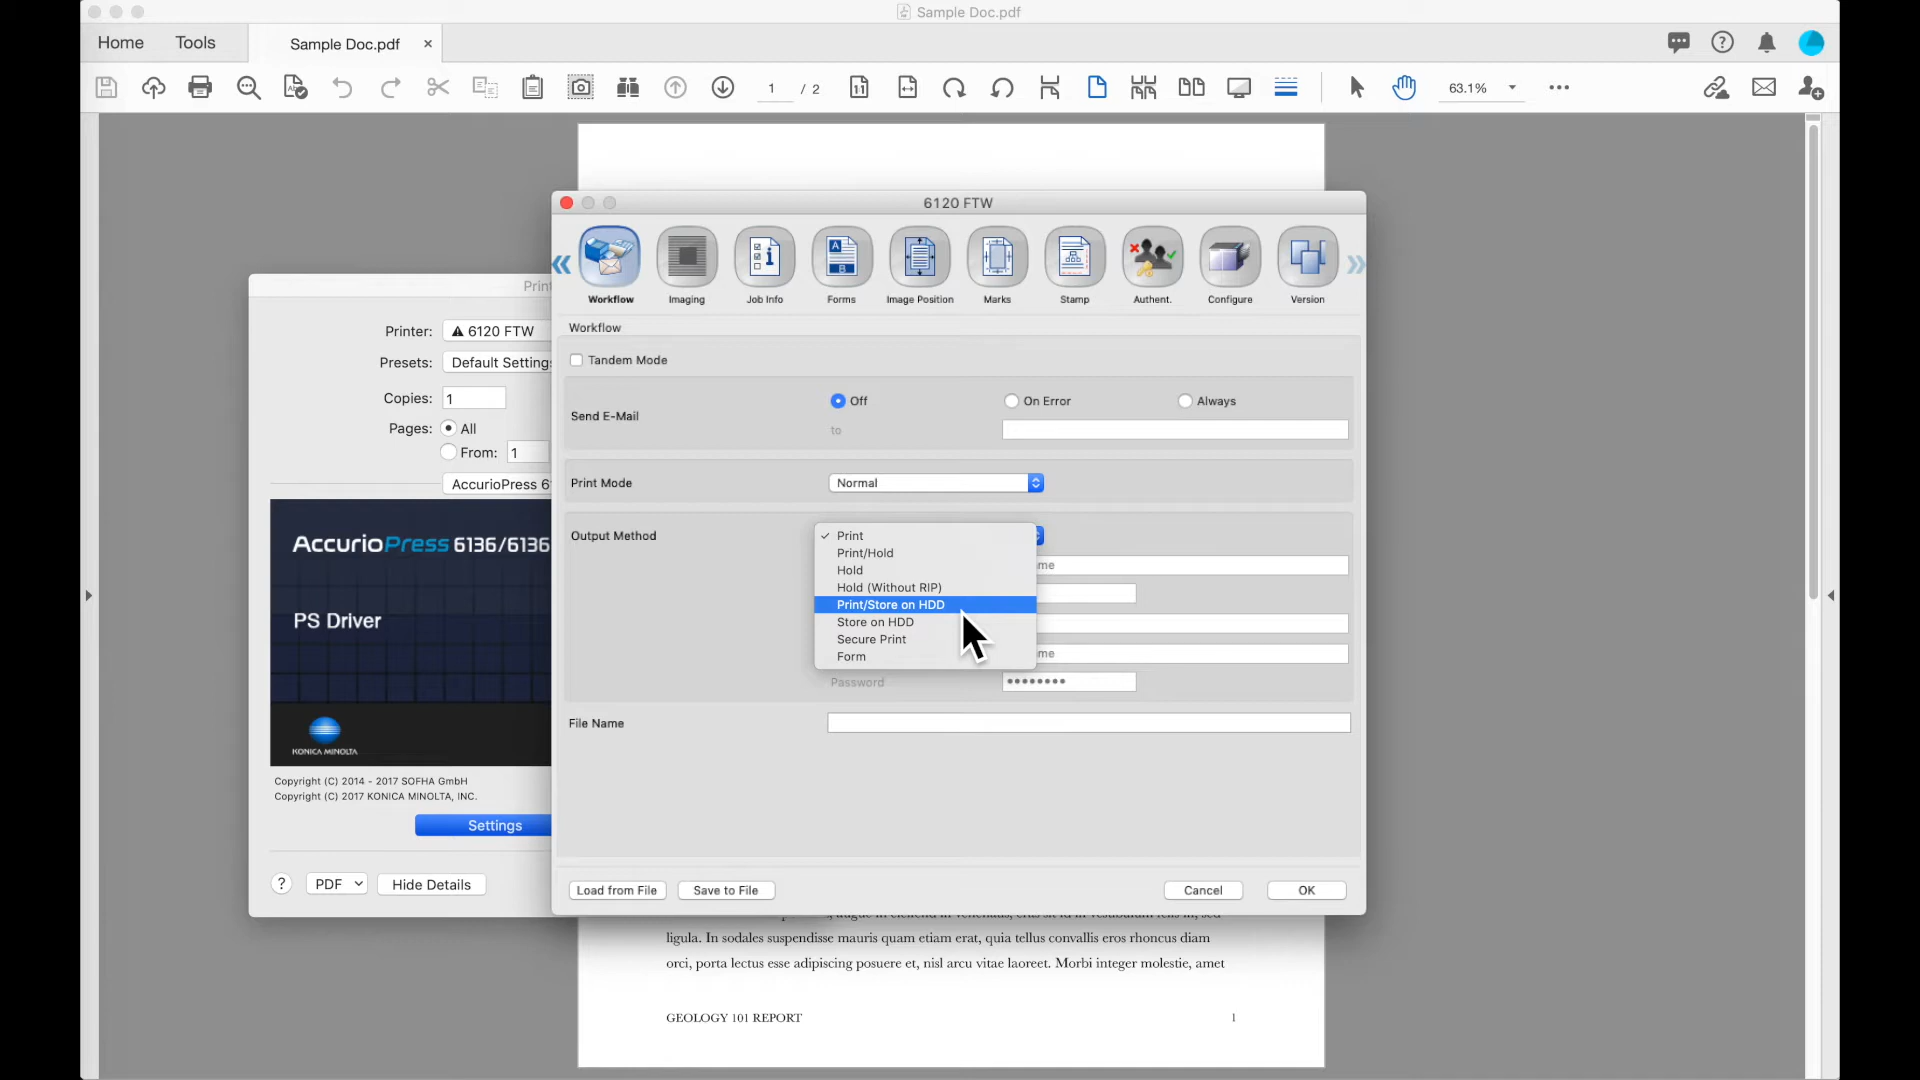 Sample Doc.pdf
Home Tools Sample Doc.pdf ×
1 / 2 63.1%
6120 FTW
Workflow Imaging Job Info Forms Image Position Marks Stamp Authent. Configure Version
Workflow
Tandem Mode
Send E-Mail Off On Error Always
to
Print Mode Normal
Output Method
✓ Print
Print/Hold
Hold
Hold (Without RIP)
Print/Store on HDD
Store on HDD
Secure Print
Form
Password ••••••••
File Name
Load from File Save to File Cancel OK
Print
Printer: 6120 FTW
Presets: Default Settings
Copies: 1
Pages: All
From: 1
AccurioPress 6
AccurioPress 6136/6136
PS Driver
KONICA MINOLTA
Copyright (C) 2014 - 2017 SOFHA GmbH
Copyright (C) 2017 KONICA MINOLTA, INC.
Settings
? PDF Hide Details
ligula. In sodales suspendisse mauris quam etiam erat, quia tellus convallis eros rhoncus diam
orci, porta lectus esse adipiscing posuere et, nisl arcu vitae laoreet. Morbi integer molestie, amet
GEOLOGY 101 REPORT 1